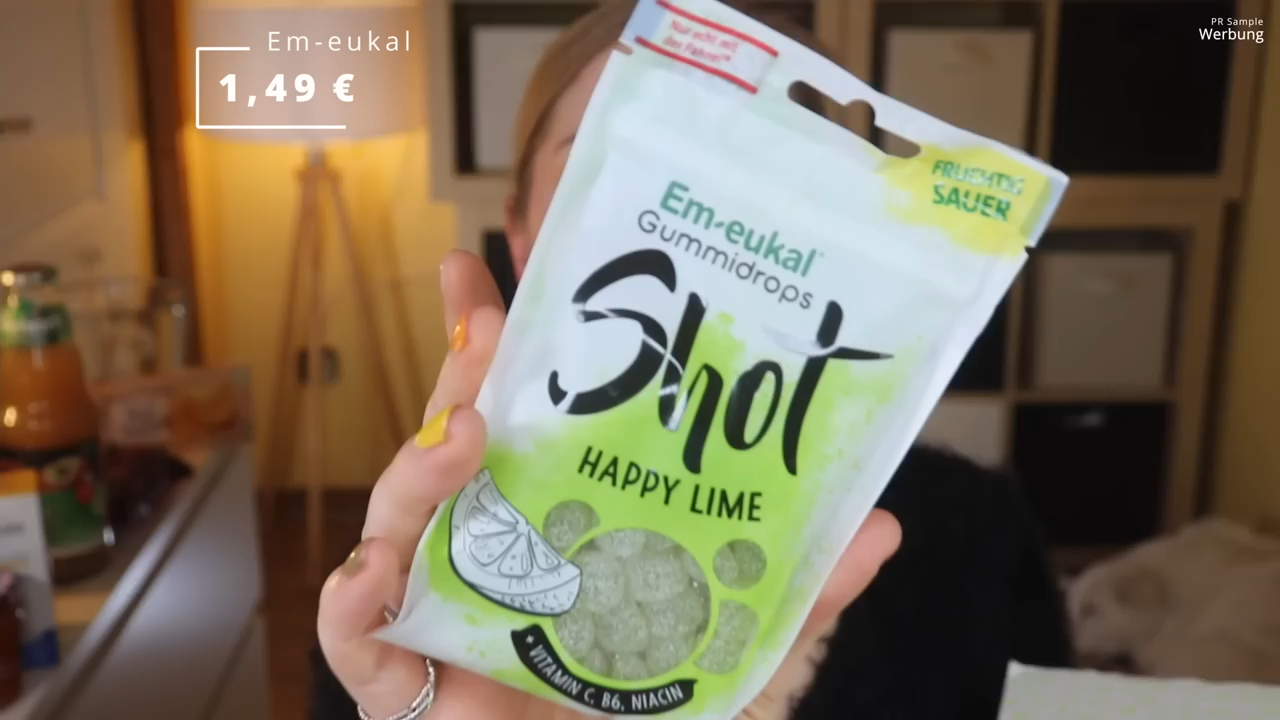 Em-eukal
1,49 €
PR Sample
Werbung
Nur echt mit
der Fahne!™
FRUCHTIG
SAUER
Em-eukal®
Gummidrops
Shot
HAPPY LIME
+ VITAMIN C, B6, NIACIN